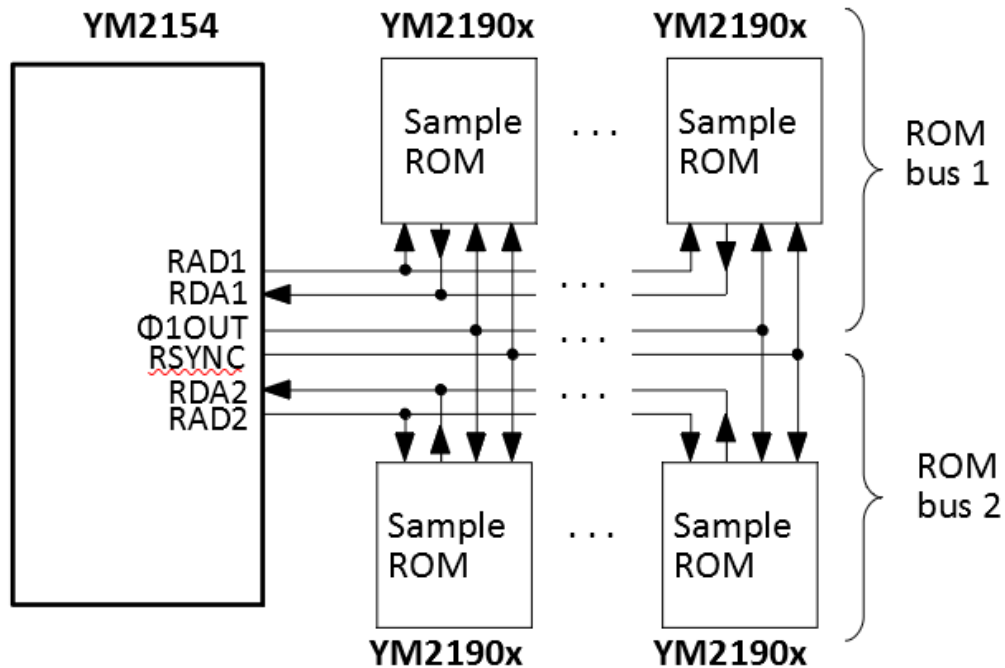 YM2154
YM2190x
YM2190x
Sample
ROM
. . .
Sample
ROM
ROM
bus 1
RAD1
RDA1
Φ1OUT
RSYNC
RDA2
RAD2
. . .
. . .
. . .
Sample
ROM
. . .
Sample
ROM
ROM
bus 2
YM2190x
YM2190x